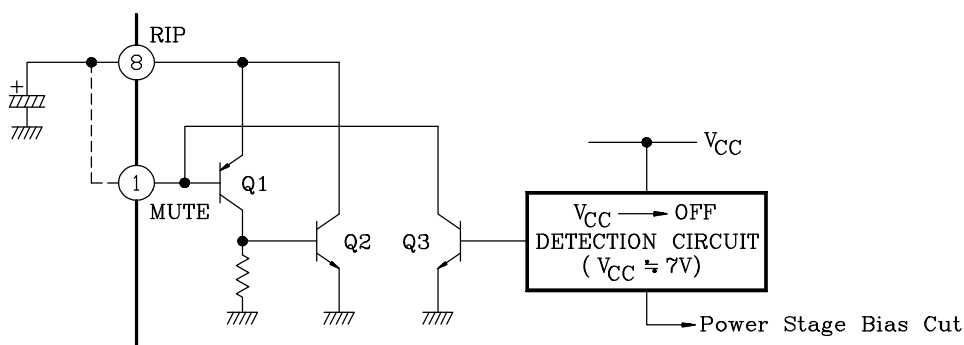 RIP
8
+
1
MUTE
Q1
Q2
Q3
VCC
VCC → OFF
DETECTION CIRCUIT
( VCC ≒ 7V)
Power Stage Bias Cut